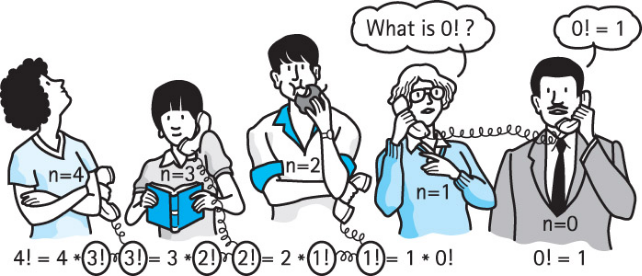 What is 0! ?
0! = 1
n=4
n=3
n=2
n=1
n=0
4! = 4 * 3! 3! = 3 * 2! 2! = 2 * 1! 1! = 1 * 0! 0! = 1